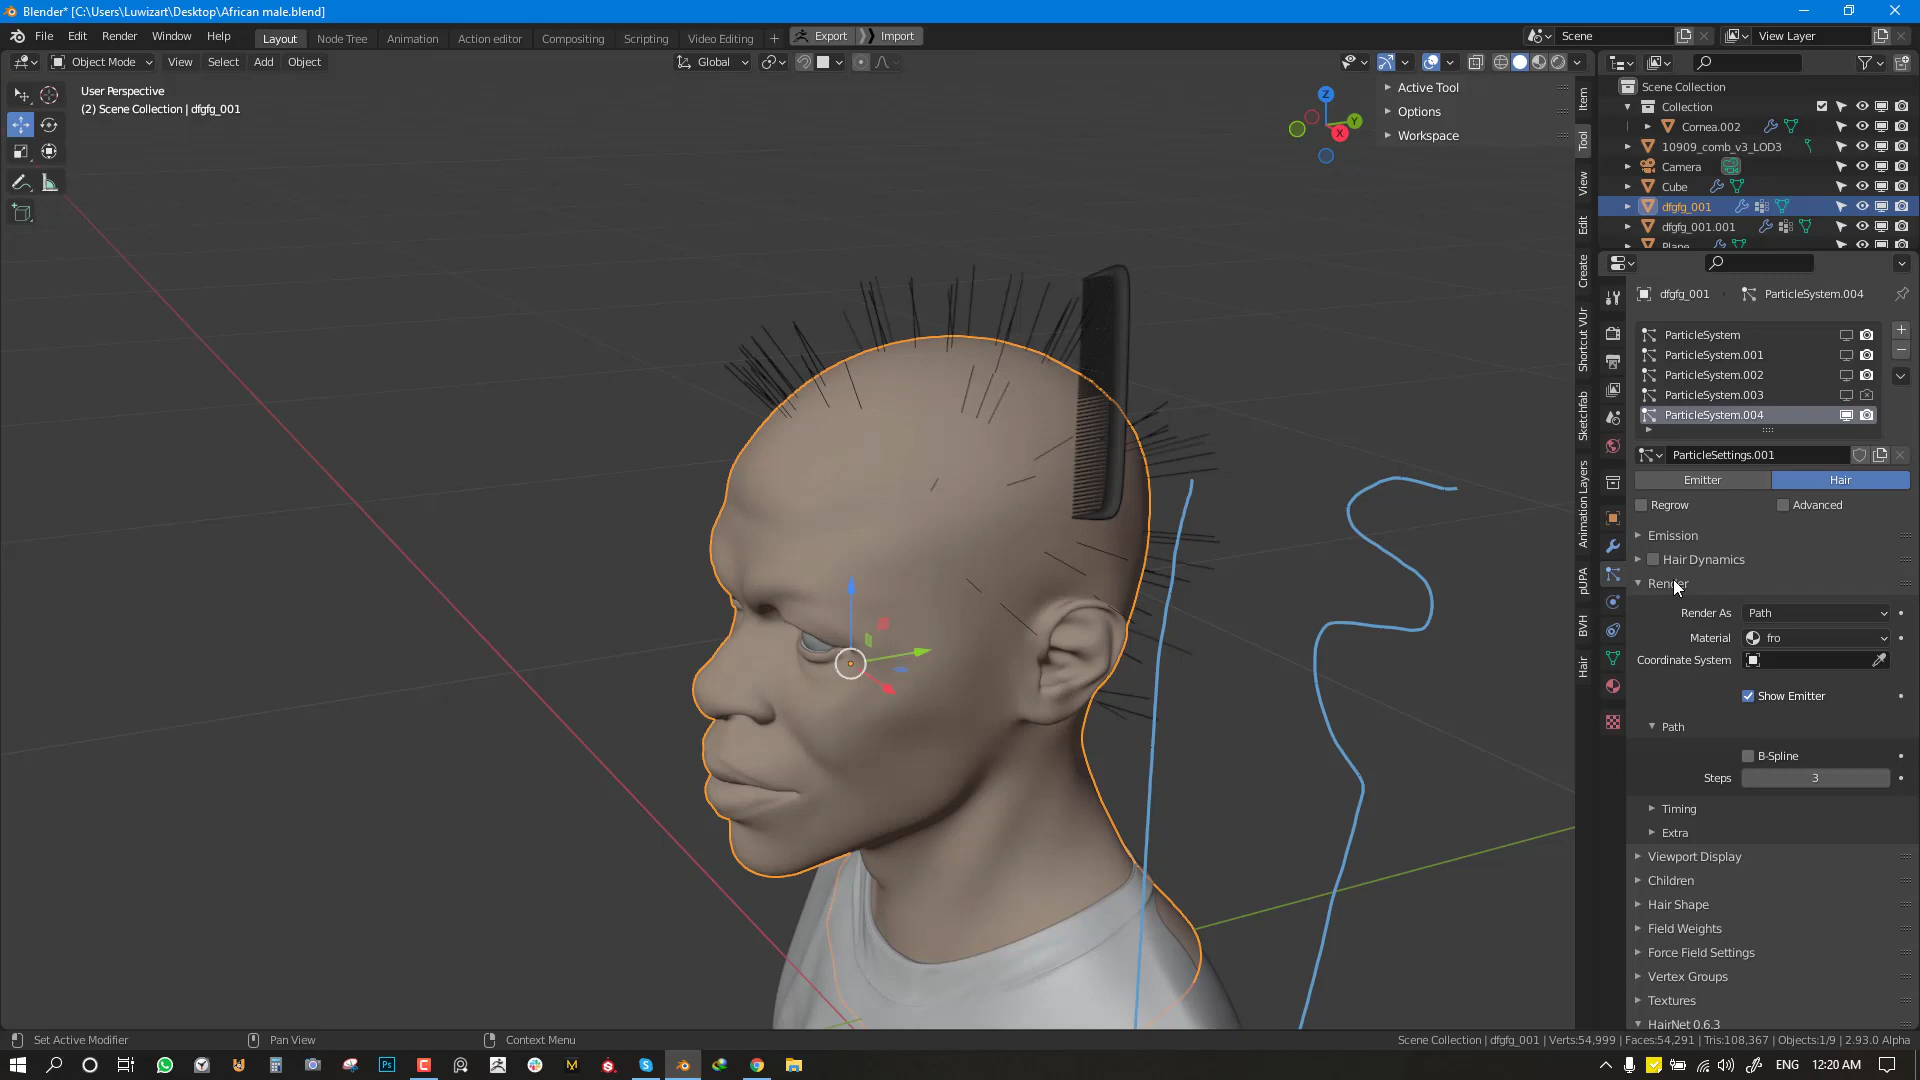 Blender* [C:\Users\Luwizart\Desktop\African male.blend]
File Edit Render Window Help
Layout Node Tree Animation Action editor Compositing Scripting Video Editing + Export Import
Scene
View Layer
Object Mode View Select Add Object
Global
User Perspective
(2) Scene Collection | dfgfg_001
Z
Y
X
Active Tool
Options
Workspace
Item
Tool
View
Edit
Create
Shortcut VUr
Sketchfab
Animation Layers
pUPA
BVH
Hair
Scene Collection
Collection
Cornea.002
10909_comb_v3_LOD3
Camera
Cube
dfgfg_001
dfgfg_001.001
Plane
dfgfg_001 ParticleSystem.004
ParticleSystem
ParticleSystem.001
ParticleSystem.002
ParticleSystem.003
ParticleSystem.004
ParticleSettings.001
Emitter Hair
Regrow Advanced
Emission
Hair Dynamics
Render
Render As Path
Material fro
Coordinate System
Show Emitter
Path
B-Spline
Steps 3
Timing
Extra
Viewport Display
Children
Hair Shape
Field Weights
Force Field Settings
Vertex Groups
Textures
HairNet 0.6.3
Set Active Modifier Pan View Context Menu
Scene Collection | dfgfg_001 | Verts:54,999 | Faces:54,291 | Tris:108,367 | Objects:1/9 | 2.93.0 Alpha
ENG 12:20 AM